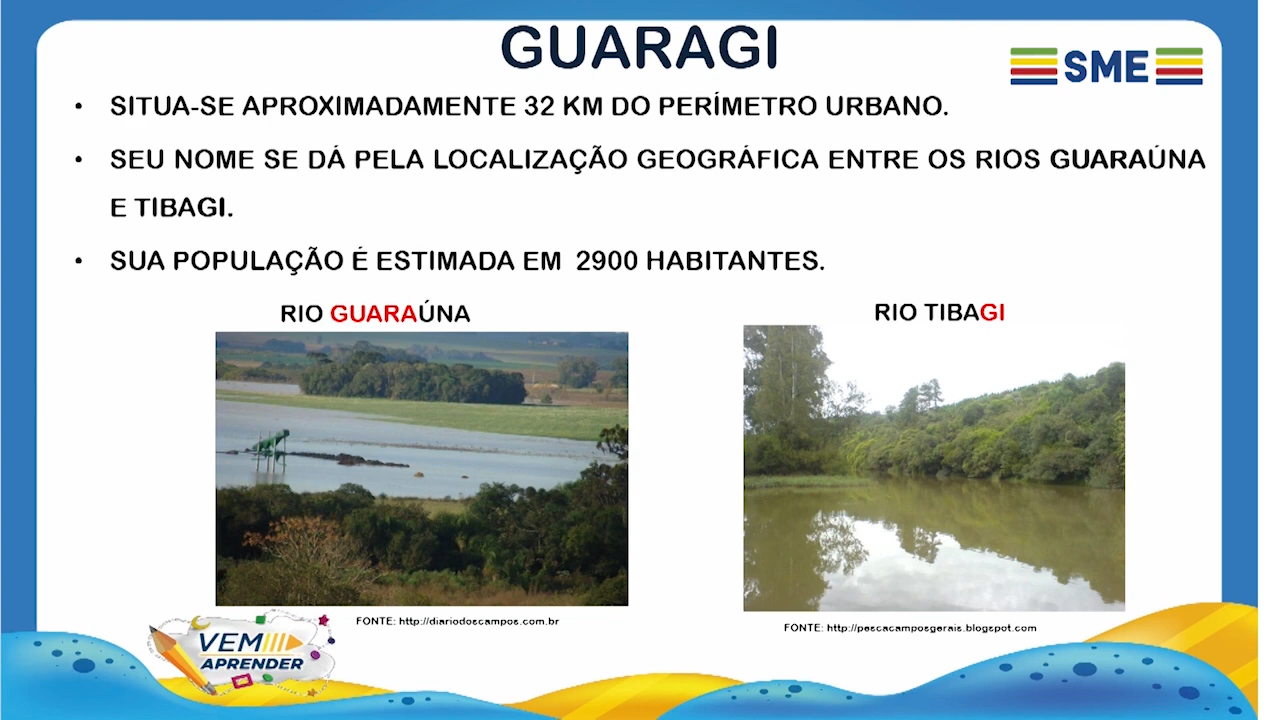 GUARAGI
SME
• SITUA-SE APROXIMADAMENTE 32 KM DO PERÍMETRO URBANO.
• SEU NOME SE DÁ PELA LOCALIZAÇÃO GEOGRÁFICA ENTRE OS RIOS GUARAÚNA
E TIBAGI.
• SUA POPULAÇÃO É ESTIMADA EM 2900 HABITANTES.
RIO GUARAÚNA
RIO TIBAGI
FONTE: http://diariodoscampos.com.br
FONTE: http://pescacamposgerais.blogspot.com
VEM
APRENDER